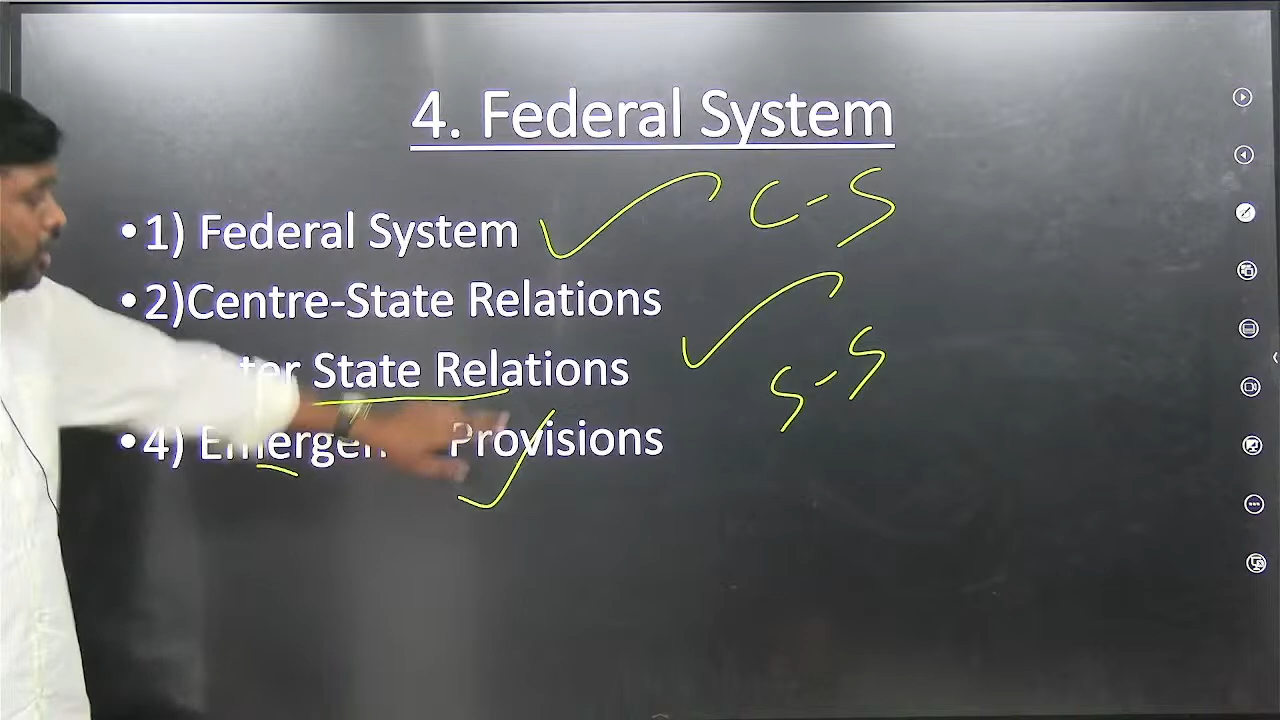 4. Federal System
• 1) Federal System
C-S
• 2)Centre-State Relations
State Relations
S-S
• 4) Provisions